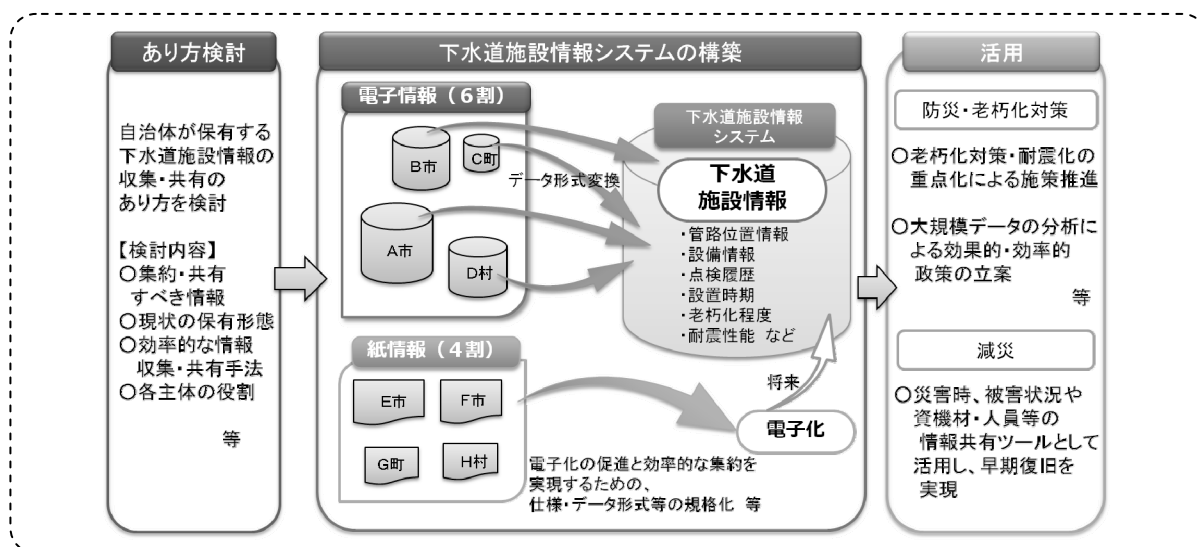 あり方検討
自治体が保有する
下水道施設情報の
収集・共有の
あり方を検討
【検討内容】
○集約・共有
すべき情報
○現状の保有形態
○効率的な情報
収集・共有手法
○各主体の役割
等
下水道施設情報システムの構築
電子情報（6割）
B市
C町
A市
D村
データ形式変換
下水道施設情報
システム
下水道
施設情報
・管路位置情報
・設備情報
・点検履歴
・設置時期
・老朽化程度
・耐震性能 など
紙情報（4割）
E市
F市
G町
H村
将来
電子化
電子化の促進と効率的な集約を
実現するための、
仕様・データ形式等の規格化 等
活用
防災・老朽化対策
○老朽化対策・耐震化の
重点化による施策推進
○大規模データの分析に
よる効果的・効率的
政策の立案
等
減災
○災害時、被害状況や
資機材・人員等の
情報共有ツールとして
活用し、早期復旧を
実現